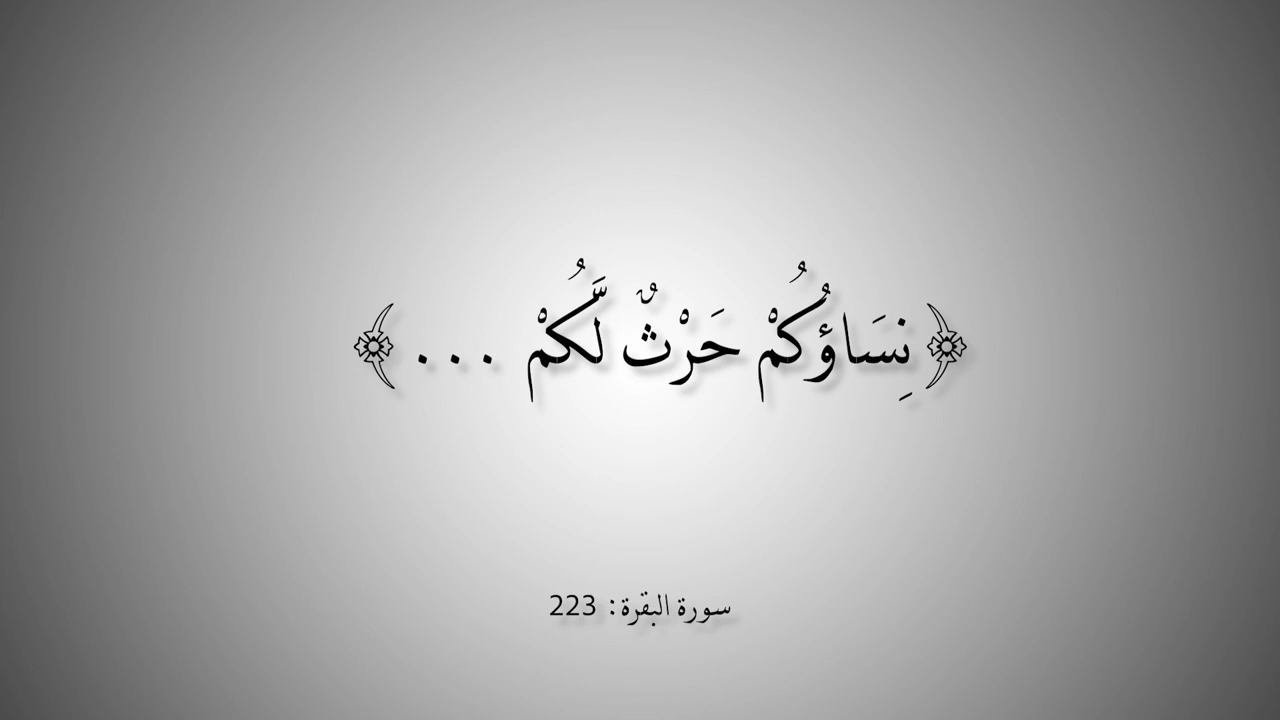 ﴿نِسَاؤُكُمْ حَرْثٌ لَّكُمْ ...﴾
سورة البقرة: 223